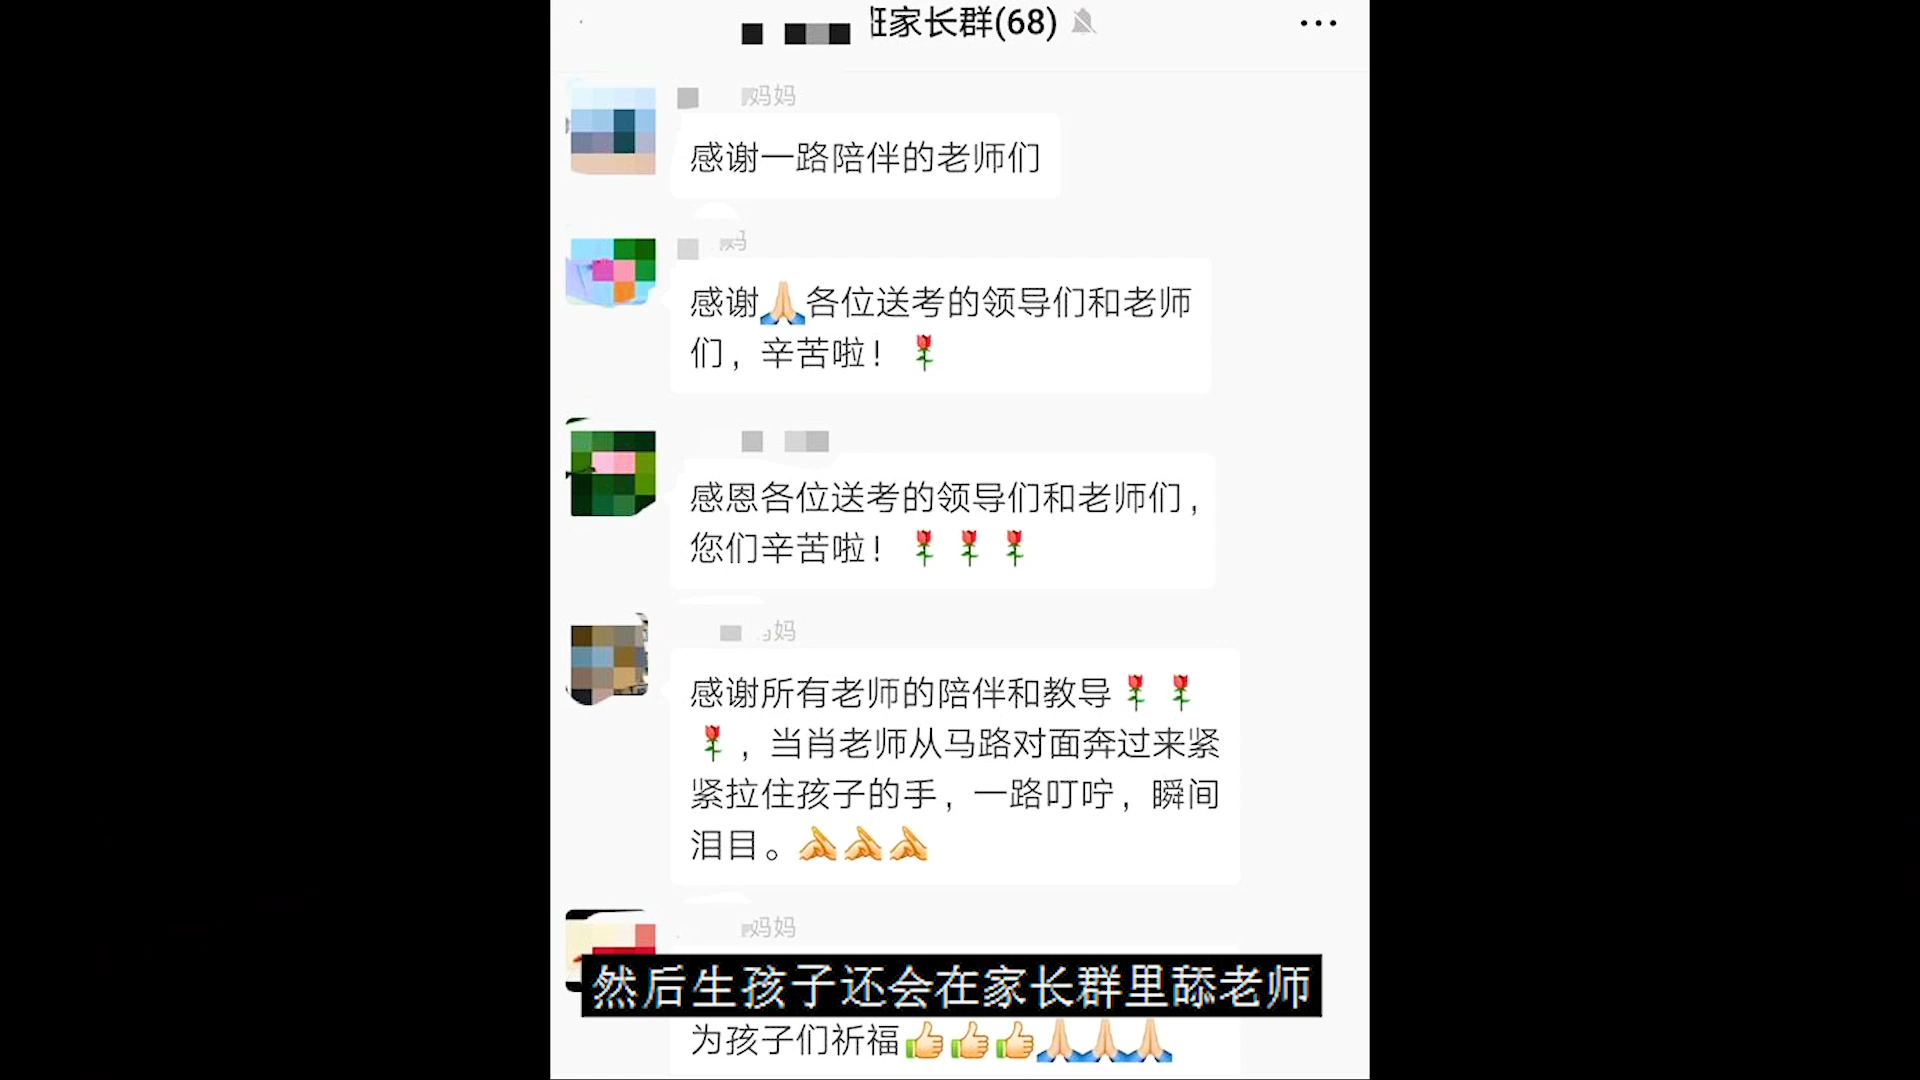 班家长群(68)
妈妈
感谢一路陪伴的老师们
妈
感谢🙏🏻各位送考的领导们和老师
们，辛苦啦！🌹
感恩各位送考的领导们和老师们，
您们辛苦啦！🌹🌹🌹
妈
感谢所有老师的陪伴和教导🌹🌹
🌹，当肖老师从马路对面奔过来紧
紧拉住孩子的手，一路叮咛，瞬间
泪目。
妈妈
然后生孩子还会在家长群里舔老师
为孩子们祈福👍🏻👍🏻👍🏻🙏🏻🙏🏻🙏🏻